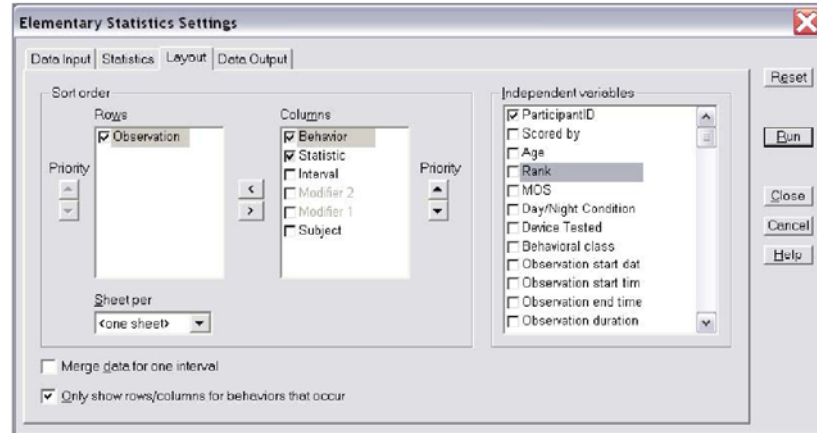 Elementary Statistics Settings
Data Input Statistics Layout Data Output
Sort order
Rows
Observation
Priority
Columns
Behavior
Statistic
Interval
Modifier 2
Modifier 1
Subject
Priority
<
>
Sheet per
<one sheet>
Independent variables
ParticipantID
Scored by
Age
Rank
MOS
Day/Night Condition
Device Tested
Behavioral class
Observation start dat
Observation start tim
Observation end time
Observation duration
Merge data for one interval
Only show rows/columns for behaviors that occur
Reset
Run
Close
Cancel
Help